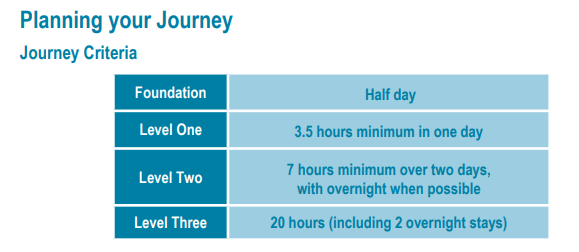 Planning your Journey
Journey Criteria
Foundation
Half day
Level One
3.5 hours minimum in one day
Level Two
7 hours minimum over two days,
with overnight when possible
Level Three
20 hours (including 2 overnight stays)